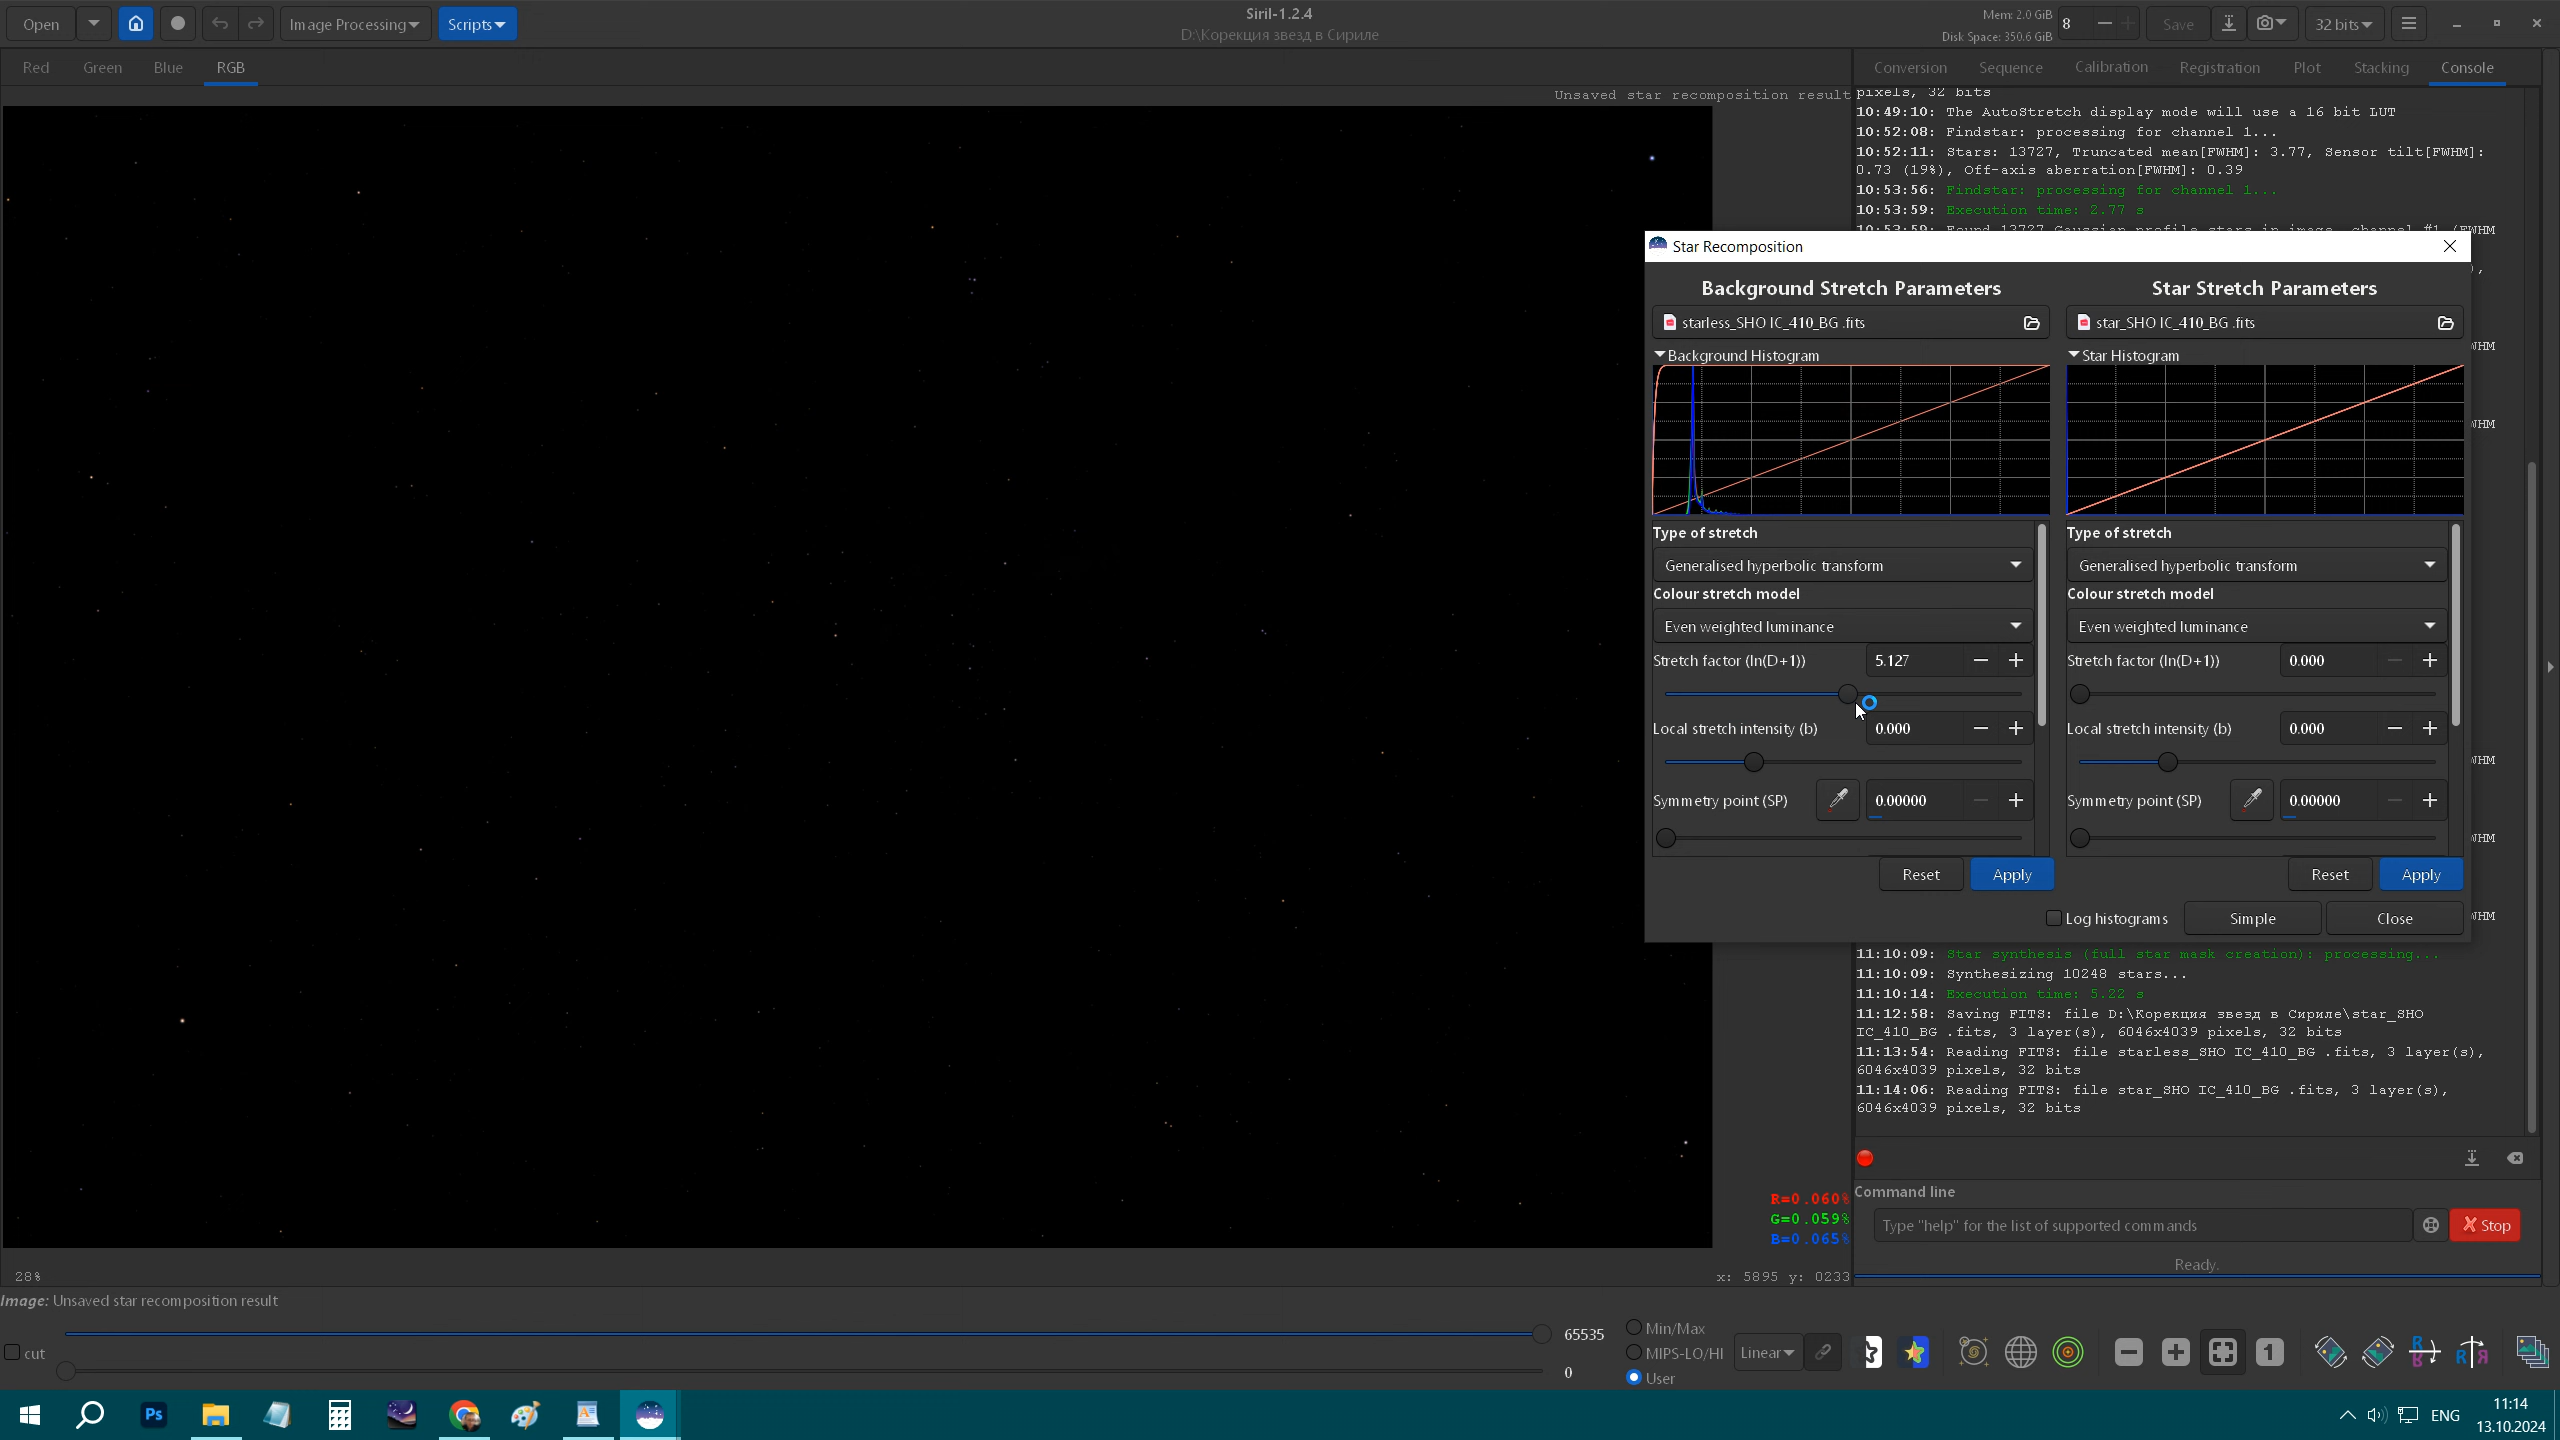 Open
Image Processing
Scripts
Siril-1.2.4
D:\Корекция звезд в Сириле
Mem: 2.0 GiB
Disk Space: 350.6 GiB
8
Save
32 bits
Red Green Blue RGB
Conversion Sequence Calibration Registration Plot Stacking Console
Unsaved star recomposition result
pixels, 32 bits
10:49:10: The AutoStretch display mode will use a 16 bit LUT
10:52:08: Findstar: processing for channel 1...
10:52:11: Stars: 13727, Truncated mean[FWHM]: 3.77, Sensor tilt[FWHM]:
0.73 (19%), Off-axis aberration[FWHM]: 0.39
10:53:56: Findstar: processing for channel 1...
10:53:59: Execution time: 2.77 s
10:53:59: Found 13727 Gaussian profile stars in image, channel #1 (FWHM
Star Recomposition
Background Stretch Parameters
Star Stretch Parameters
starless_SHO IC_410_BG .fits
star_SHO IC_410_BG .fits
Background Histogram
Star Histogram
Type of stretch
Type of stretch
Generalised hyperbolic transform
Generalised hyperbolic transform
Colour stretch model
Colour stretch model
Even weighted luminance
Even weighted luminance
Stretch factor (ln(D+1)) 5.127
Stretch factor (ln(D+1)) 0.000
Local stretch intensity (b) 0.000
Local stretch intensity (b) 0.000
Symmetry point (SP) 0.00000
Symmetry point (SP) 0.00000
Reset Apply
Reset Apply
Log histograms
Simple
Close
11:10:09: Star synthesis (full star mask creation): processing...
11:10:09: Synthesizing 10248 stars...
11:10:14: Execution time: 5.22 s
11:12:58: Saving FITS: file D:\Корекция звезд в Сириле\star_SHO
IC_410_BG .fits, 3 layer(s), 6046x4039 pixels, 32 bits
11:13:54: Reading FITS: file starless_SHO IC_410_BG .fits, 3 layer(s),
6046x4039 pixels, 32 bits
11:14:06: Reading FITS: file star_SHO IC_410_BG .fits, 3 layer(s),
6046x4039 pixels, 32 bits
R=0.060%
G=0.059%
B=0.065%
Command line
Type "help" for the list of supported commands
Stop
Ready.
28%
x: 5895 y: 0233
Image: Unsaved star recomposition result
65535
cut
0
Min/Max
MIPS-LO/HI
User
Linear
1
R R
Ps
ENG
11:14
13.10.2024